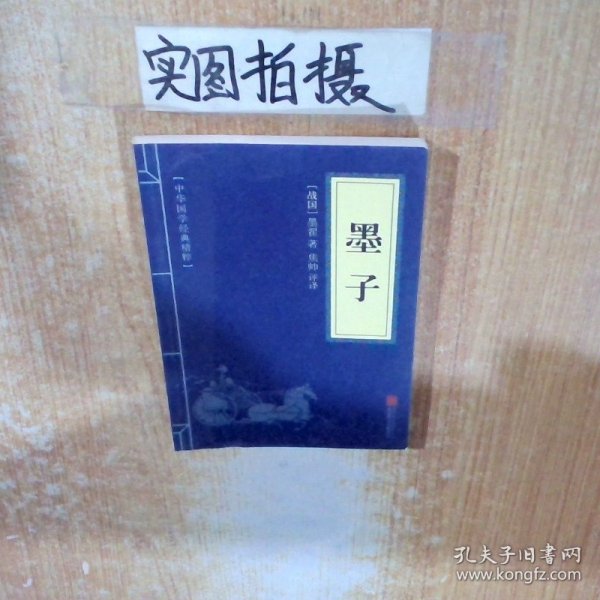 实图拍摄
墨子
[战国]墨翟 著 焦帅 评译
【中华国学经典精粹】
孔夫子旧书网
www.kongfz.com